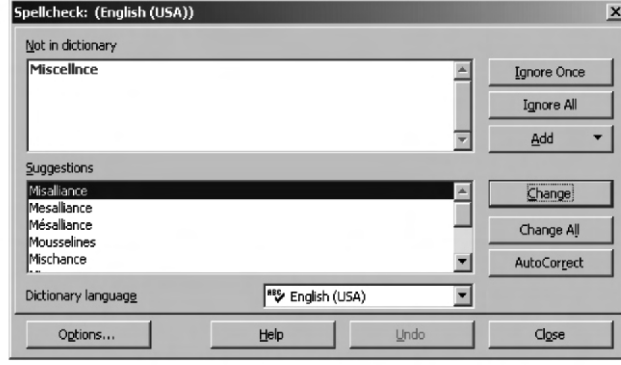 Spellcheck: (English (USA))
Not in dictionary
Miscellnce
Ignore Once
Ignore All
Add
Suggestions
Misalliance
Mesalliance
Mésalliance
Mousselines
Mischance
Change
Change All
AutoCorrect
Dictionary language
English (USA)
Options...
Help
Undo
Close